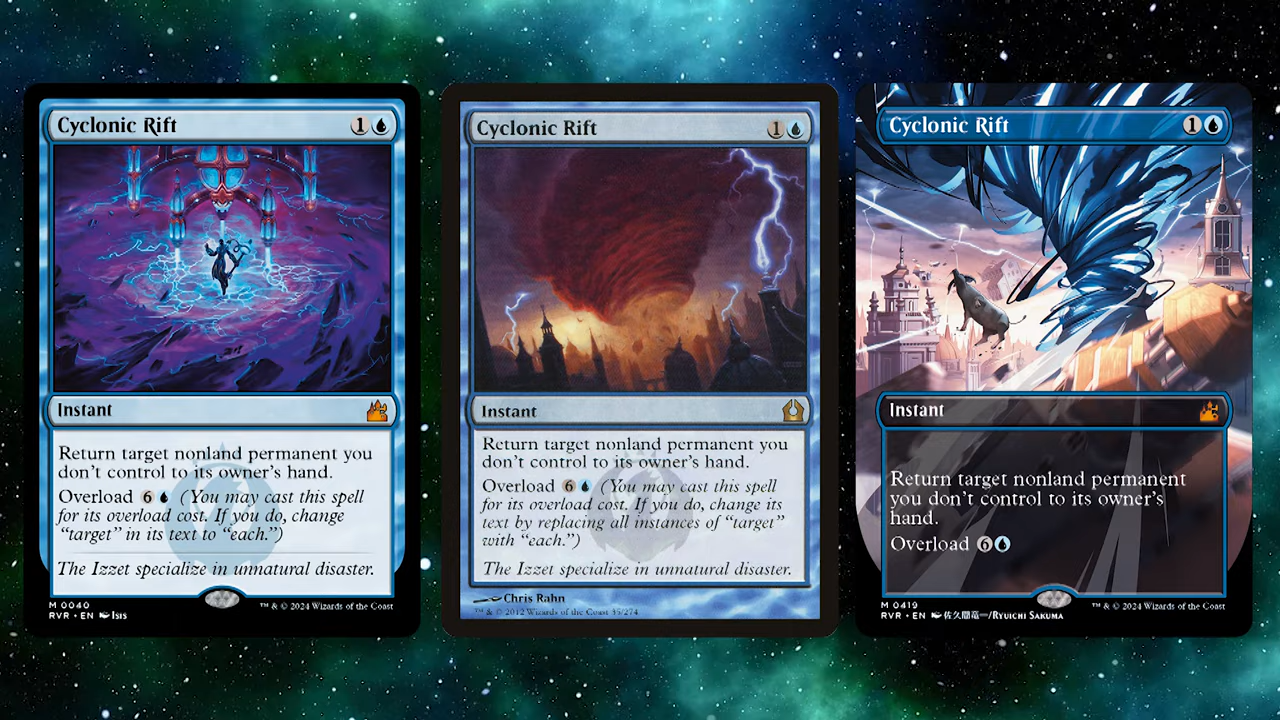 Cyclonic Rift 1
Instant
Return target nonland permanent you
don't control to its owner's hand.
Overload 6 (You may cast this spell
for its overload cost. If you do, change
"target" in its text to "each.")
The Izzet specialize in unnatural disaster.
M 0040
RVR • EN Isis
™ & © 2024 Wizards of the Coast
Cyclonic Rift 1
Instant
Return target nonland permanent you
don't control to its owner's hand.
Overload 6 (You may cast this spell
for its overload cost. If you do, change its
text by replacing all instances of "target"
with "each.")
The Izzet specialize in unnatural disaster.
Chris Rahn
™ & © 2012 Wizards of the Coast 35/274
Cyclonic Rift 1
Instant
Return target nonland permanent
you don't control to its owner's
hand.
Overload 6
M 0419
RVR • EN 佐久間竜一/Ryuichi Sakuma
™ & © 2024 Wizards of the Coast